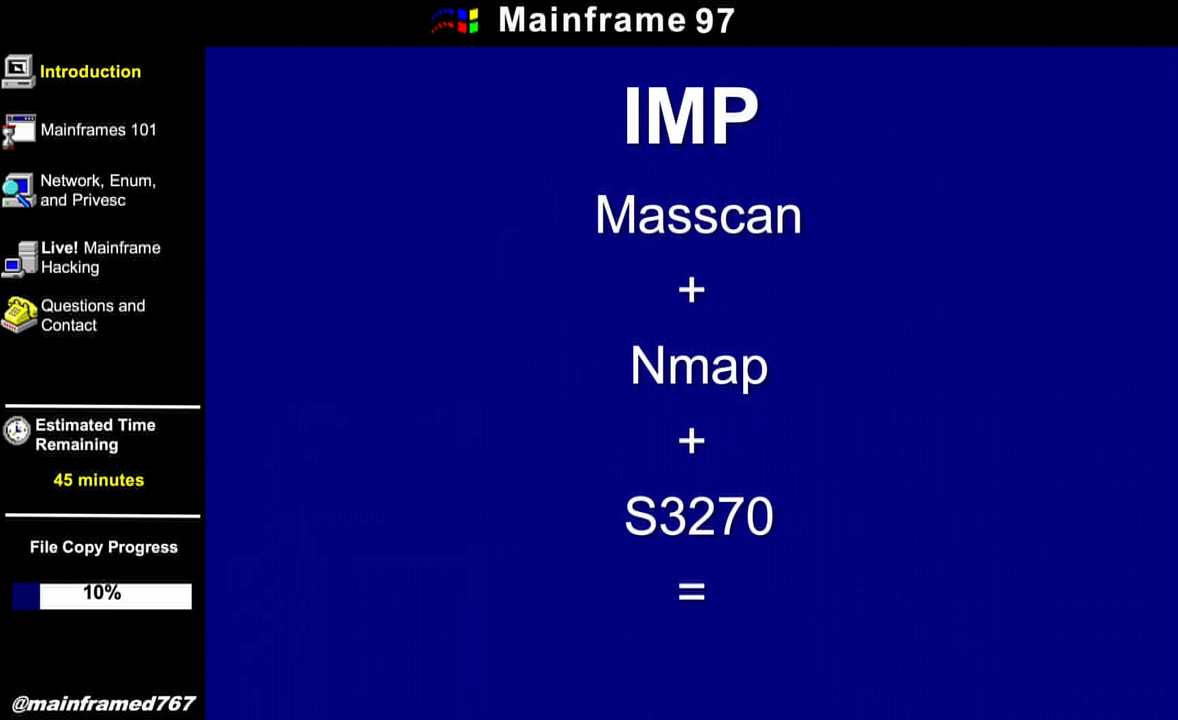 Mainframe 97
Introduction
Mainframes 101
Network, Enum,
and Privesc
Live! Mainframe
Hacking
Questions and
Contact
Estimated Time
Remaining
45 minutes
File Copy Progress
10%
@mainframed767
IMP
Masscan
+
Nmap
+
S3270
=